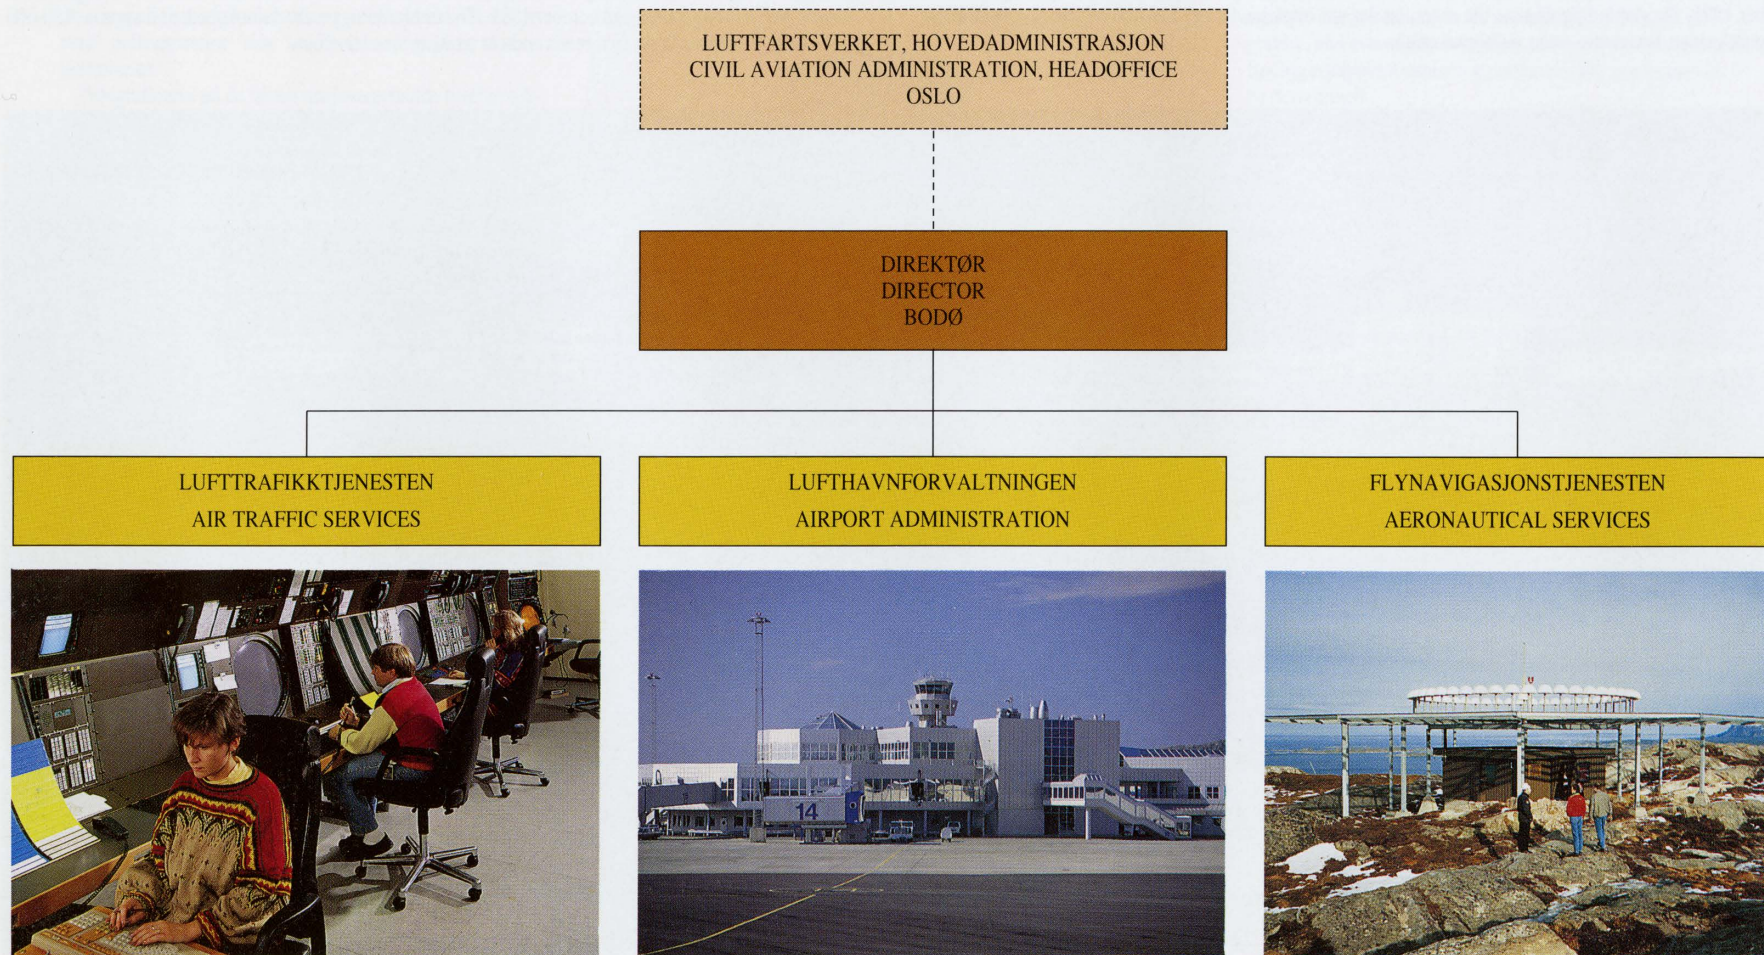 LUFTFARTSVERKET, HOVEDADMINISTRASJON
CIVIL AVIATION ADMINISTRATION, HEADOFFICE
OSLO
DIREKTØR
DIRECTOR
BODØ
LUFTTRAFIKKTJENESTEN
AIR TRAFFIC SERVICES
LUFTHAVNFORVALTNINGEN
AIRPORT ADMINISTRATION
FLYNAVIGASJONSTJENESTEN
AERONAUTICAL SERVICES
14